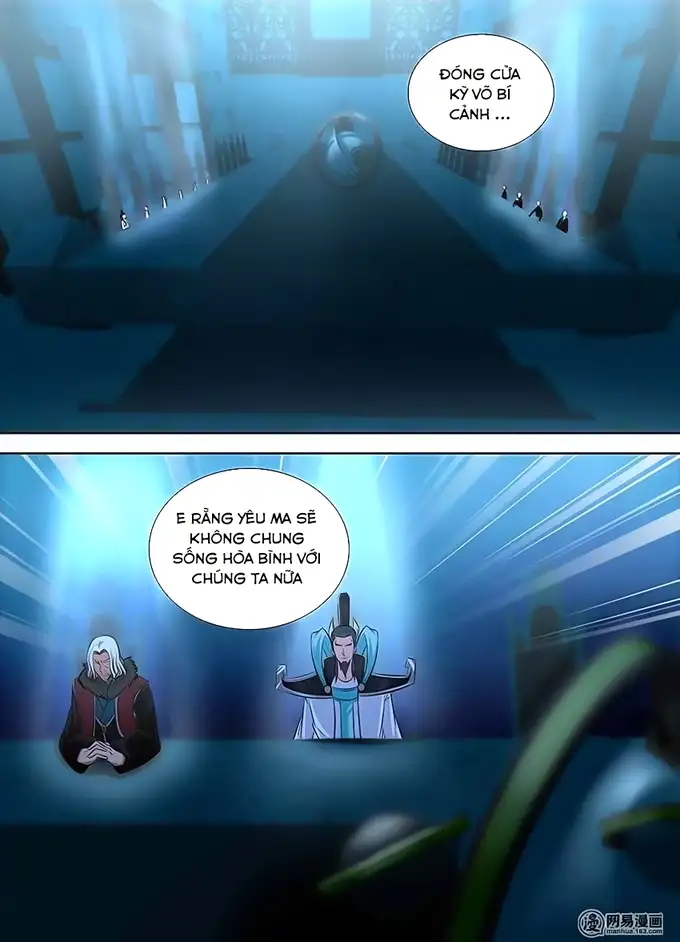 ĐÓNG CỬA
KỲ VÕ BÍ
CẢNH ...
E RẰNG YÊU MA SẼ
KHÔNG CHUNG
SỐNG HÒA BÌNH VỚI
CHÚNG TA NỮA
网易漫画
manhua.163.com